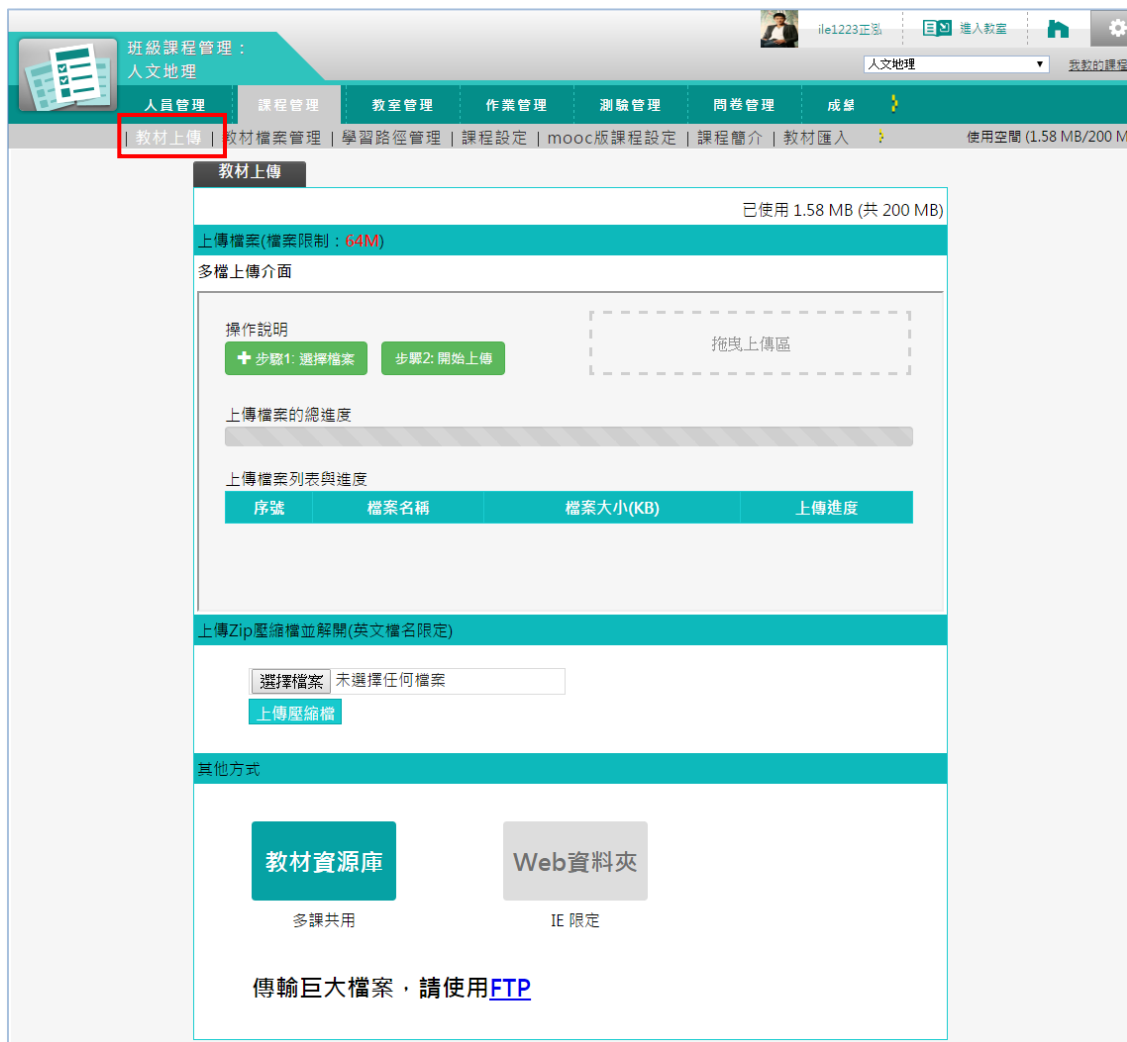 班級課程管理：
人文地理
ile1223正泓
進入教室
人文地理
我教的課程
人員管理 課程管理 教室管理 作業管理 測驗管理 問卷管理 成
| 教材上傳 | 教材檔案管理 | 學習路徑管理 | 課程設定 | mooc版課程設定 | 課程簡介 | 教材匯入
使用空間 (1.58 MB/200 M
教材上傳
已使用 1.58 MB (共 200 MB)
上傳檔案(檔案限制：64M)
多檔上傳介面
操作說明
拖曳上傳區
步驟1: 選擇檔案 步驟2: 開始上傳
上傳檔案的總進度
上傳檔案列表與進度
序號 檔案名稱 檔案大小(KB) 上傳進度
上傳Zip壓縮檔並解開(英文檔名限定)
選擇檔案 未選擇任何檔案
上傳壓縮檔
其他方式
教材資源庫 Web資料夾
多課共用 IE 限定
傳輸巨大檔案，請使用FTP